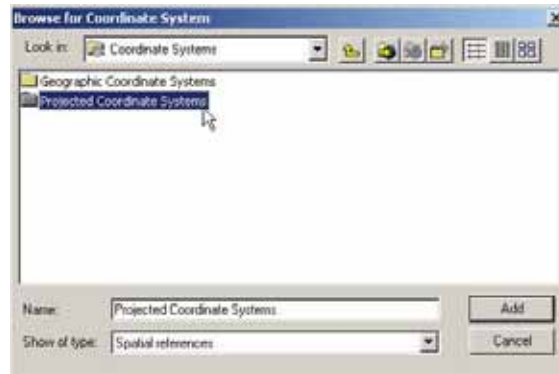 Browse for Coordinate System
Look in: Coordinate Systems
Geographic Coordinate Systems
Projected Coordinate Systems
Name: Projected Coordinate Systems Add
Show of type: Spatial references Cancel